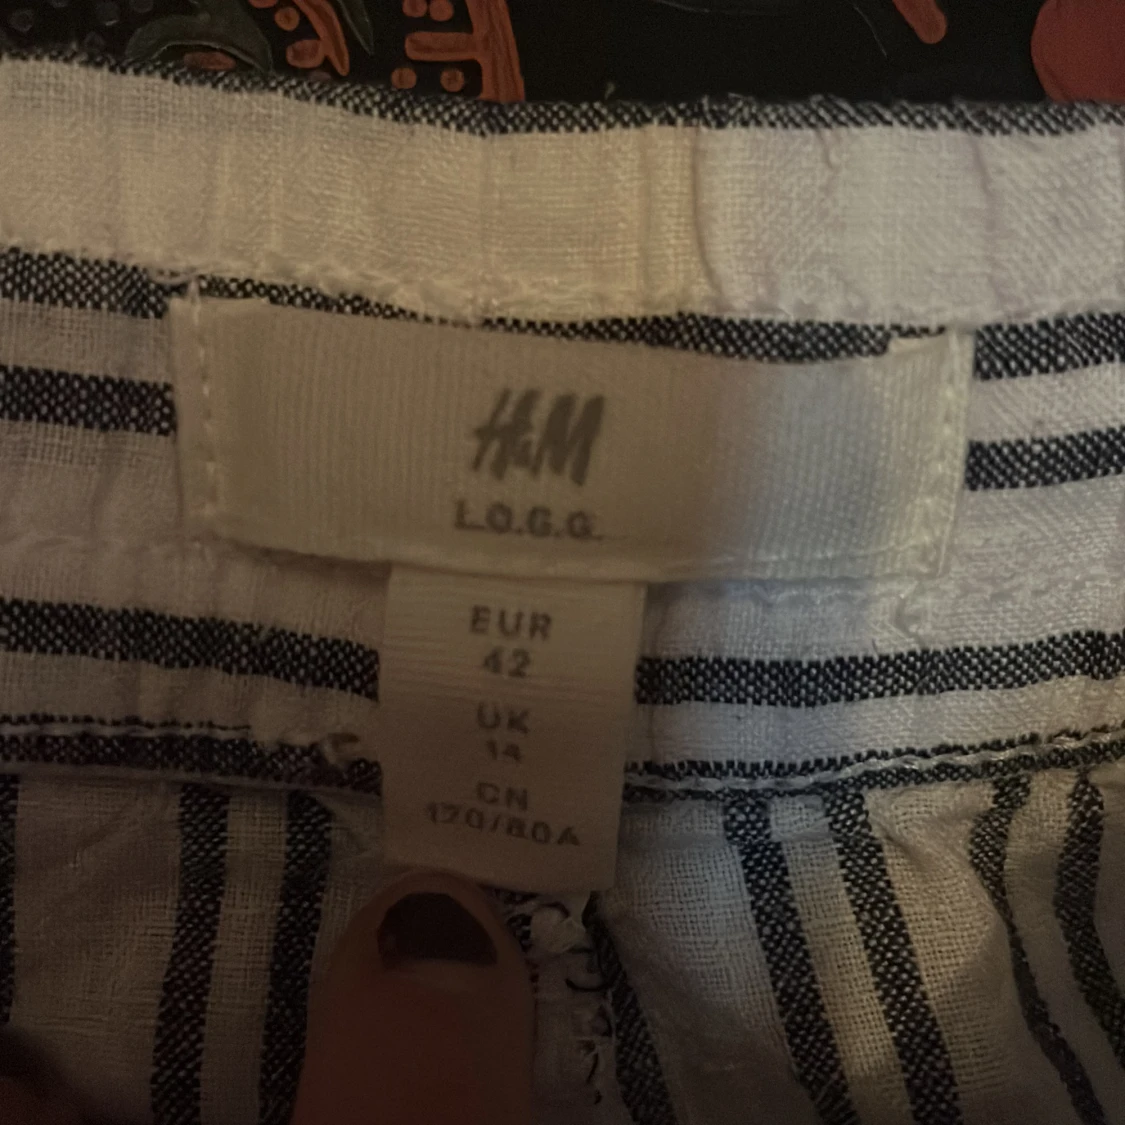 H&M
L.O.G.G.
EUR
42
UK
14
CN
170/80A